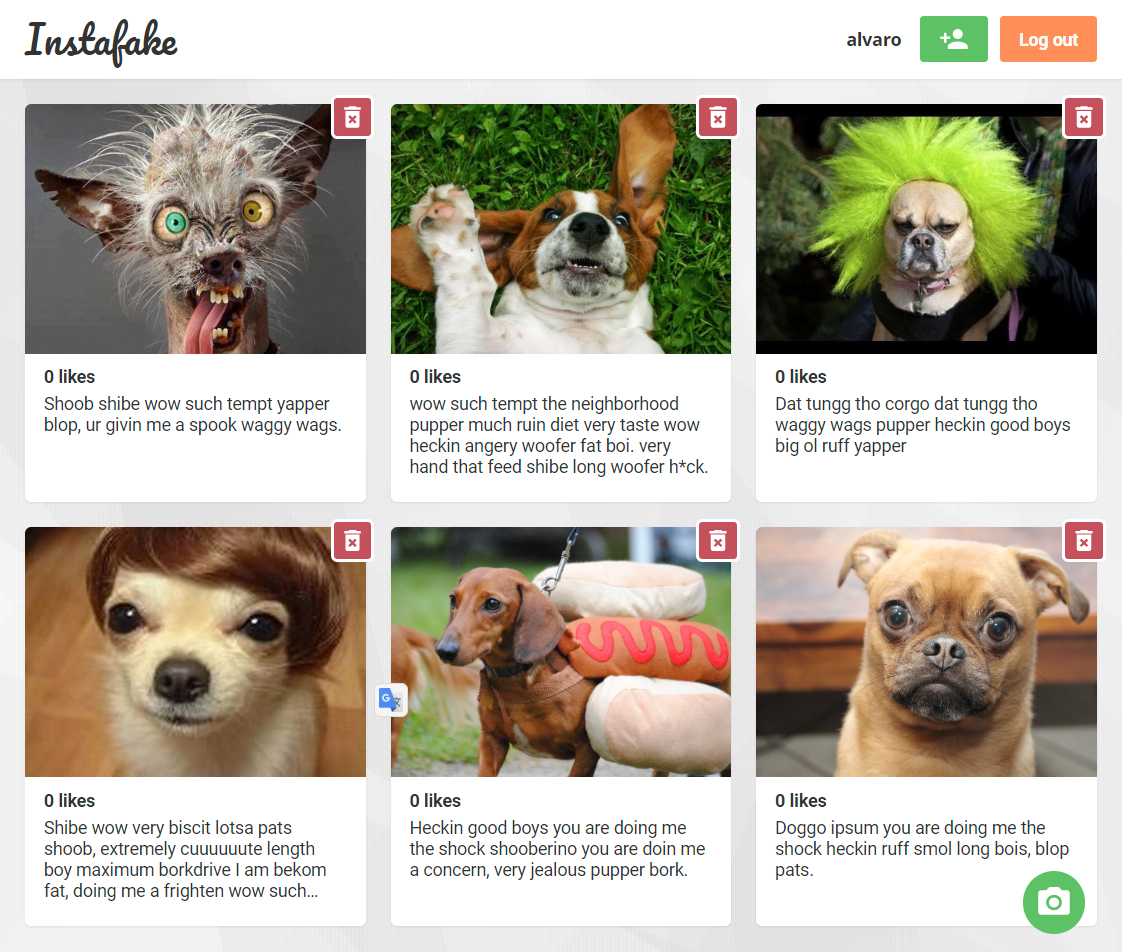 Instafake
alvaro
Log out
0 likes
Shoob shibe wow such tempt yapper
blop, ur givin me a spook waggy wags.
0 likes
wow such tempt the neighborhood
pupper much ruin diet very taste wow
heckin angery woofer fat boi. very
hand that feed shibe long woofer h*ck.
0 likes
Dat tungg tho corgo dat tungg tho
waggy wags pupper heckin good boys
big ol ruff yapper
0 likes
Shibe wow very biscit lotsa pats
shoob, extremely cuuuuuute length
boy maximum borkdrive I am bekom
fat, doing me a frighten wow such...
0 likes
Heckin good boys you are doing me
the shock shooberino you are doin me
a concern, very jealous pupper bork.
0 likes
Doggo ipsum you are doing me the
shock heckin ruff smol long bois, blop
pats.